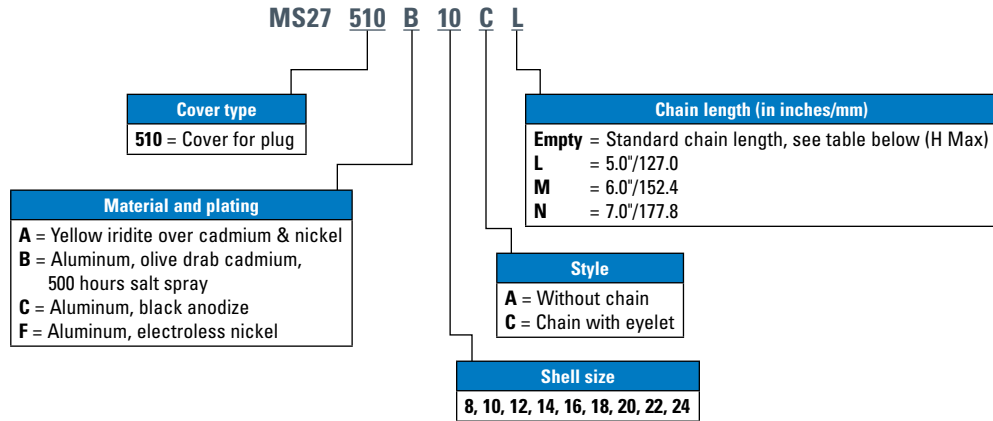 MS27 510 B 10 C L
Cover type
510 = Cover for plug
Chain length (in inches/mm)
Empty = Standard chain length, see table below (H Max)
L = 5.0"/127.0
M = 6.0"/152.4
N = 7.0"/177.8
Material and plating
A = Yellow iridite over cadmium & nickel
B = Aluminum, olive drab cadmium,
500 hours salt spray
C = Aluminum, black anodize
F = Aluminum, electroless nickel
Style
A = Without chain
C = Chain with eyelet
Shell size
8, 10, 12, 14, 16, 18, 20, 22, 24